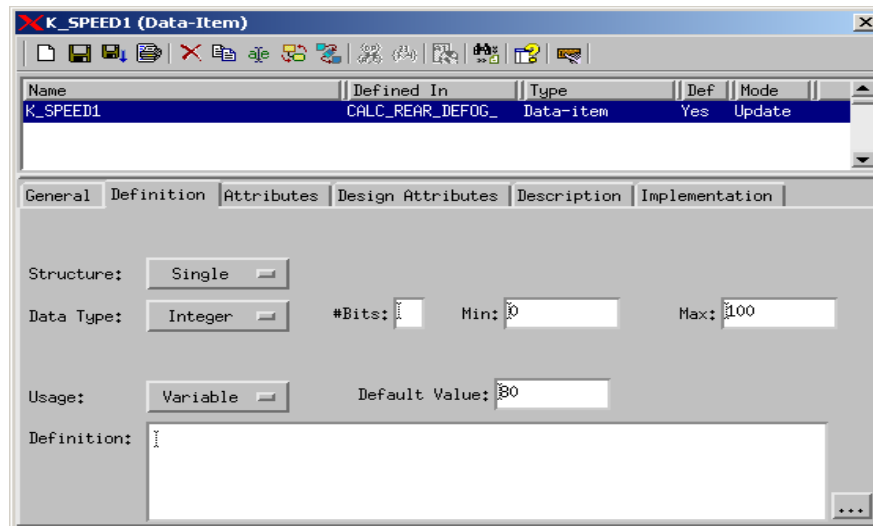 K_SPEED1 (Data-Item)
Name Defined In Type Def Mode
K_SPEED1 CALC_REAR_DEFOG_ Data-item Yes Update
General Definition Attributes Design Attributes Description Implementation
Structure: Single
Data Type: Integer #Bits: Min: 0 Max: 100
Usage: Variable Default Value: 80
Definition:
...